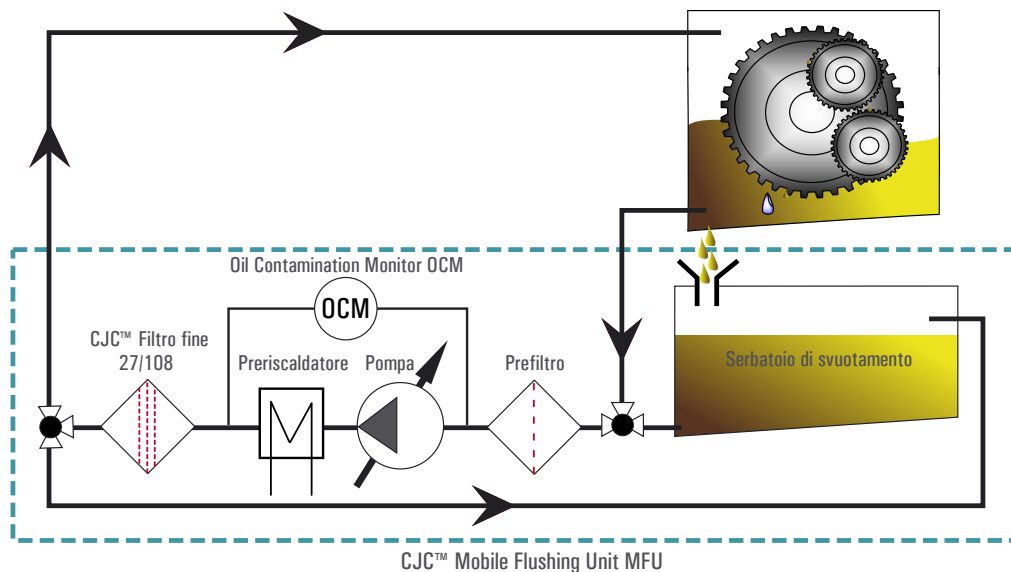 Oil Contamination Monitor OCM
OCM
CJC™ Filtro fine
27/108
Preriscaldatore
Pompa
Prefiltro
Serbatoio di svuotamento
CJC™ Mobile Flushing Unit MFU